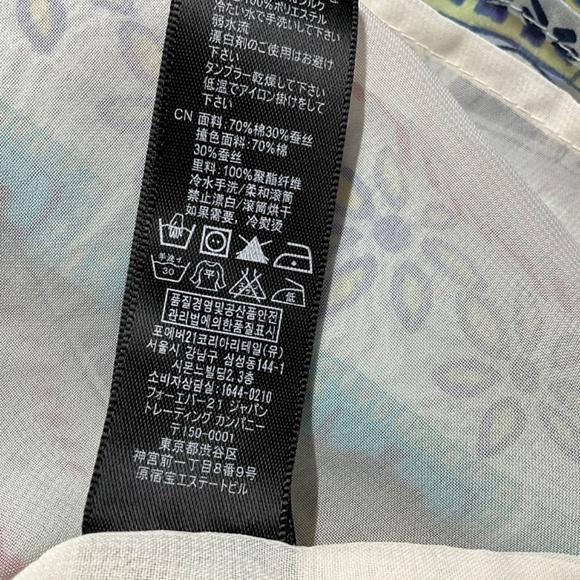 100%ポリエステル
冷たい水で手洗いして下さい
弱水流
漂白剤のご使用はお避け
下さい
タンブラー乾燥して下さい
低温でアイロン掛けをして
下さい
CN 面料:70%棉30%蚕丝
撞色面料:70%棉
30%蚕丝
里料:100%聚酯纤维
冷水手洗/柔和滚筒
禁止漂白/滚筒烘干
如果需要,冷熨烫
手洗イ
30 平 低
품질경영및공산품안전
관리법에의한품질표시
포에버21코리아리테일(유)
서울시 강남구 삼성동144-1
시몬느빌딩2,3층
소비자상담실:1644-0210
フォーエバー21 ジャパン
トレーディング カンパニー
〒150-0001
東京都渋谷区
神宮前一丁目8番9号
原宿宝エステートビル